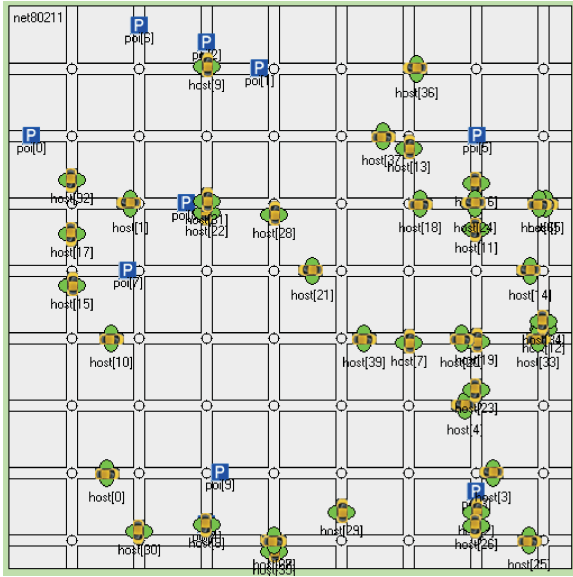 net80211
P
poi[6]
P
host[9]
P
poi[1]
host[36]
P
poi[0]
host[37]
host[13]
P
poi[5]
host[1]
P
host[22]
host[28]
host[18]
host[24]
host[11]
host[17]
P
poi[7]
host[15]
host[21]
host[14]
host[10]
host[39]
host[7]
host[19]
host[33]
host[23]
host[4]
host[0]
P
poi[9]
P
host[3]
host[29]
host[30]
host[26]
host[25]